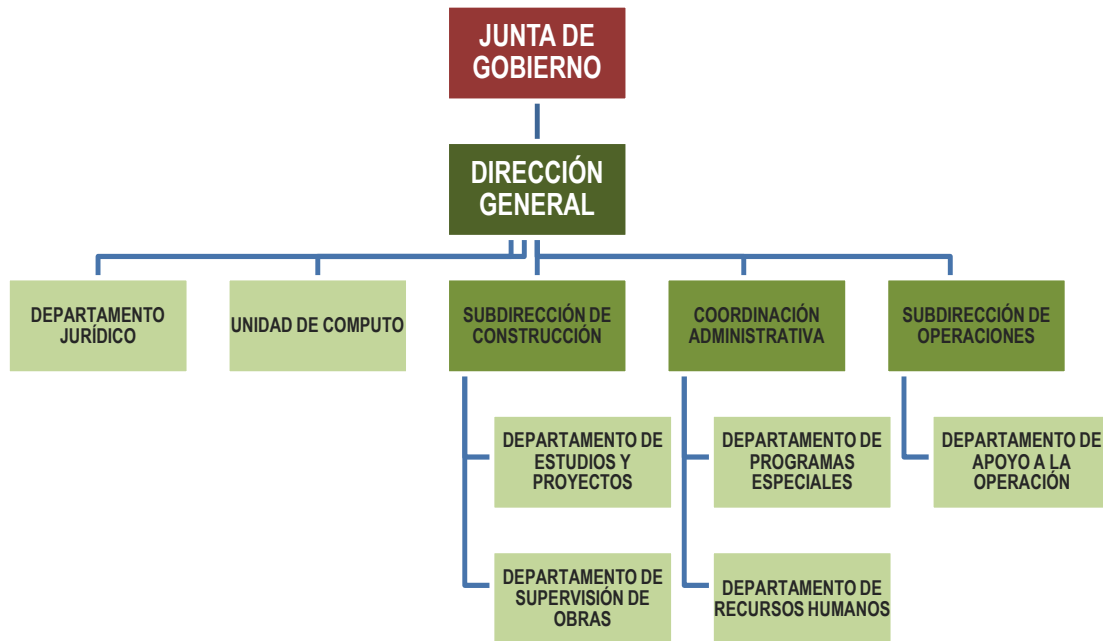 JUNTA DE
GOBIERNO
DIRECCIÓN
GENERAL
DEPARTAMENTO
JURÍDICO
UNIDAD DE COMPUTO
SUBDIRECCIÓN DE
CONSTRUCCIÓN
COORDINACIÓN
ADMINISTRATIVA
SUBDIRECCIÓN DE
OPERACIONES
DEPARTAMENTO DE
ESTUDIOS Y
PROYECTOS
DEPARTAMENTO DE
PROGRAMAS
ESPECIALES
DEPARTAMENTO DE
APOYO A LA
OPERACIÓN
DEPARTAMENTO DE
SUPERVISIÓN DE
OBRAS
DEPARTAMENTO DE
RECURSOS HUMANOS